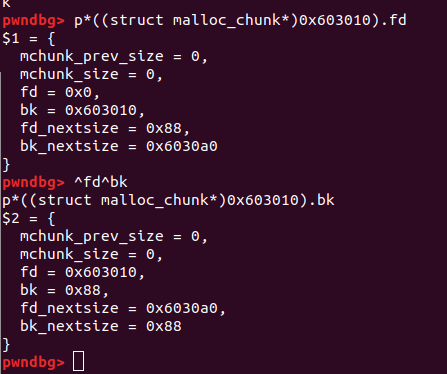 k
pwndbg> p*((struct malloc_chunk*)0x603010).fd
$1 = {
mchunk_prev_size = 0,
mchunk_size = 0,
fd = 0x0,
bk = 0x603010,
fd_nextsize = 0x88,
bk_nextsize = 0x6030a0
}
pwndbg> ^fd^bk
p*((struct malloc_chunk*)0x603010).bk
$2 = {
mchunk_prev_size = 0,
mchunk_size = 0,
fd = 0x603010,
bk = 0x88,
fd_nextsize = 0x6030a0,
bk_nextsize = 0x88
}
pwndbg>